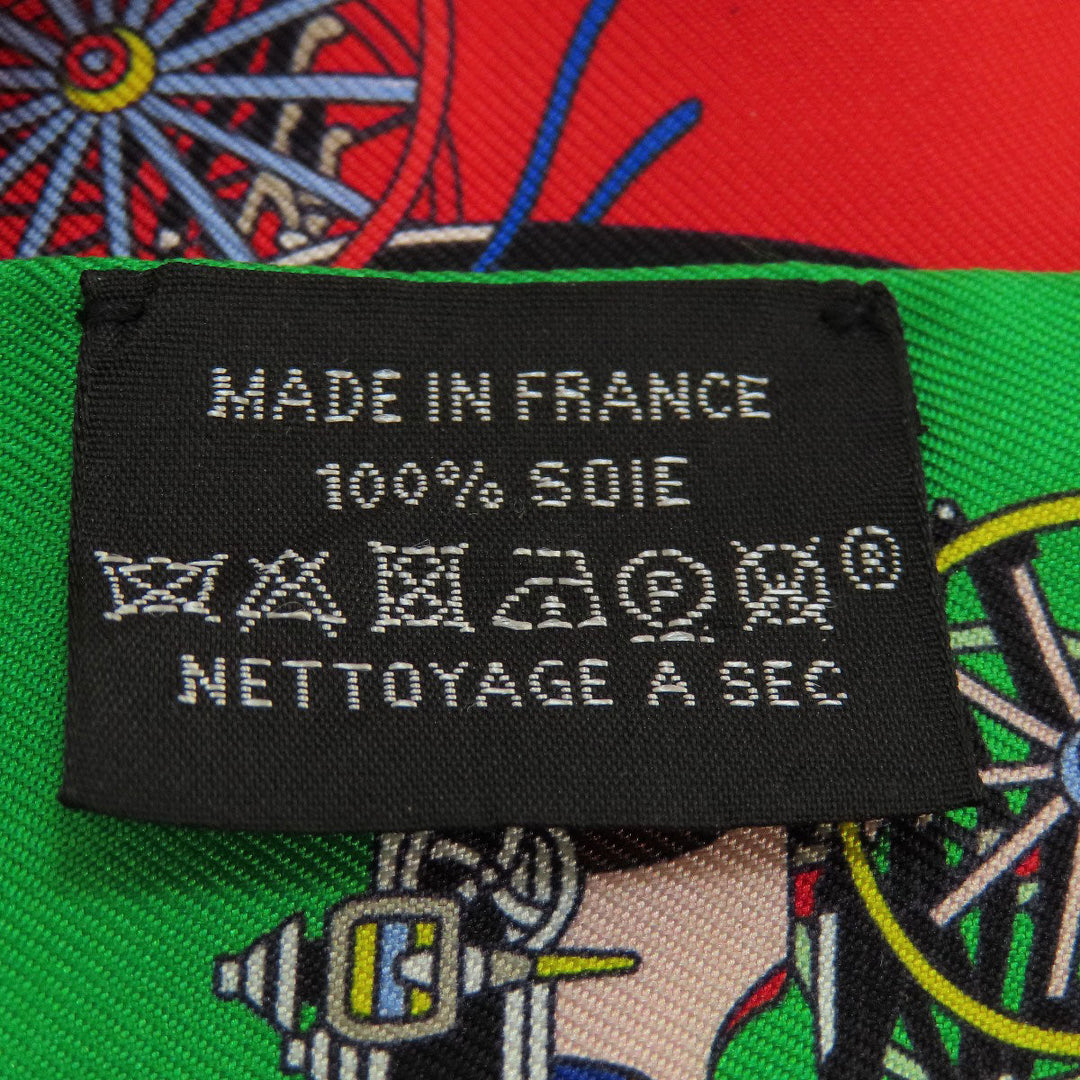 MADE IN FRANCE
100% SOIE
P W ®
NETTOYAGE A SEC